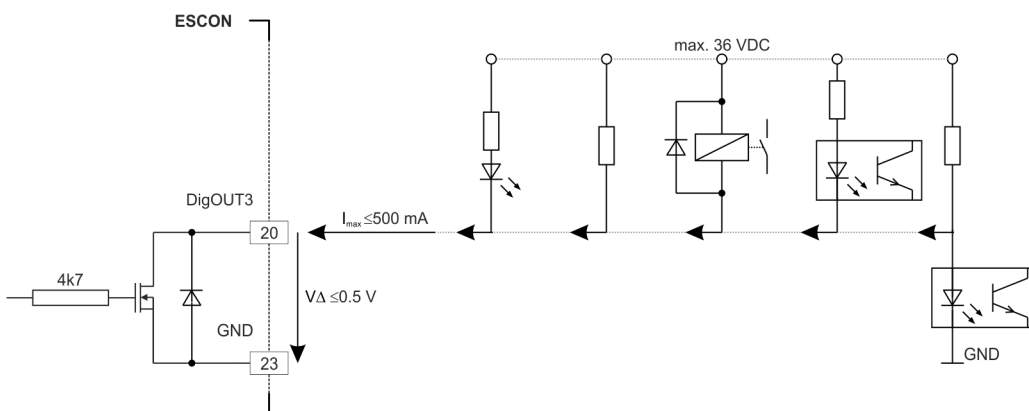 ESCON
max. 36 VDC
DigOUT3
Imax ≤500 mA
20
4k7
V∆ ≤0.5 V
GND
23
GND